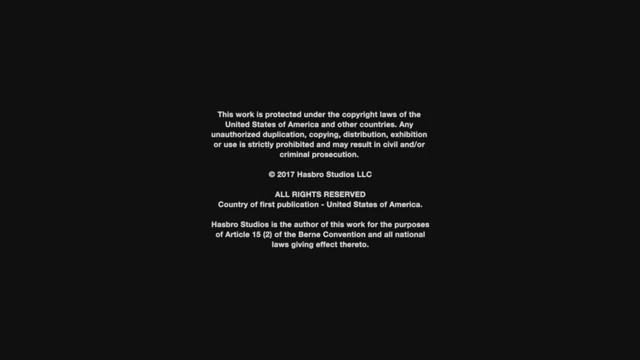 This work is protected under the copyright laws of the
United States of America and other countries. Any
unauthorized duplication, copying, distribution, exhibition
or use is strictly prohibited and may result in civil and/or
criminal prosecution.
© 2017 Hasbro Studios LLC
ALL RIGHTS RESERVED
Country of first publication - United States of America.
Hasbro Studios is the author of this work for the purposes
of Article 15 (2) of the Berne Convention and all national
laws giving effect thereto.